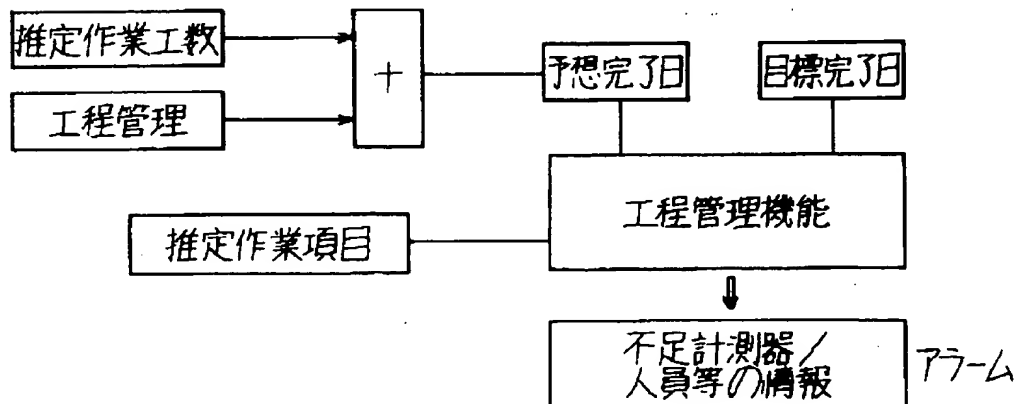 推定作業工数
工程管理
+
予想完了日
目標完了日
工程管理機能
推定作業項目
不足計測器/
人員等の情報
アラーム